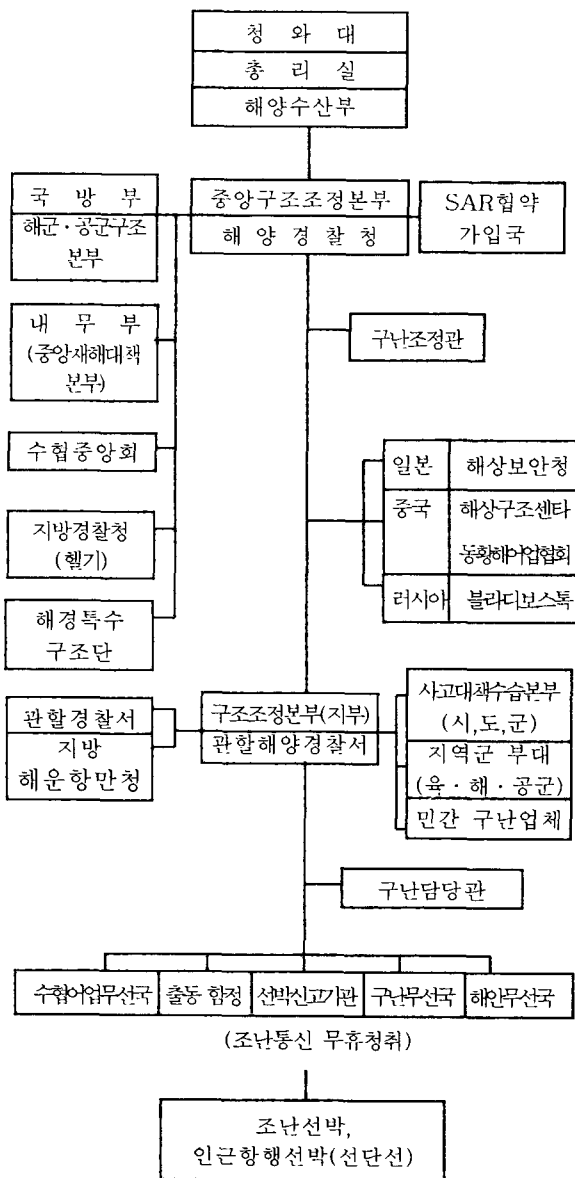 청 와 대
총 리 실
해양수산부
국 방 부
해군·공군구조
본부
중앙구조조정본부
해 양 경 찰 청
SAR협약
가입국
내 무 부
(중앙재해대책
본부)
구난조정관
수협중앙회
일본 해상보안청
중국 해상구조센타
동황해어업협회
러시아 블라디보스톡
지방경찰청
(헬기)
해경특수
구조단
관할경찰서
지방
해운항만청
구조조정본부(지부)
관할해양경찰서
사고대책수습본부
(시,도,군)
지역군 부대
(육·해·공군)
민간 구난업체
구난담당관
수협어업무선국 출동 함정 선박신고기관 구난무선국 해안무선국
(조난통신 무휴청취)
조난선박,
인근항행선박(선단선)